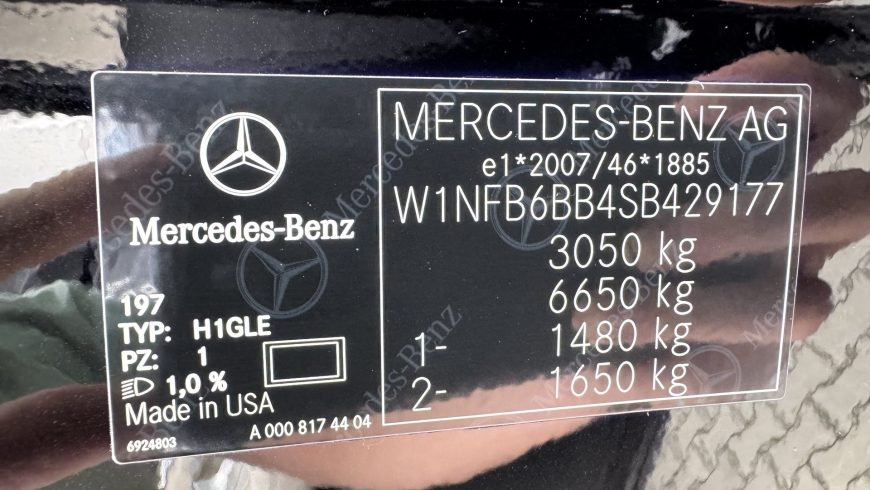 Mercedes-Benz
197
TYP: H1GLE
PZ: 1
1,0 %
Made in USA
6924803
A 000 817 44 04
MERCEDES-BENZ AG
e1*2007/46*1885
W1NFB6BB4SB429177
3050 kg
6650 kg
1- 1480 kg
2- 1650 kg